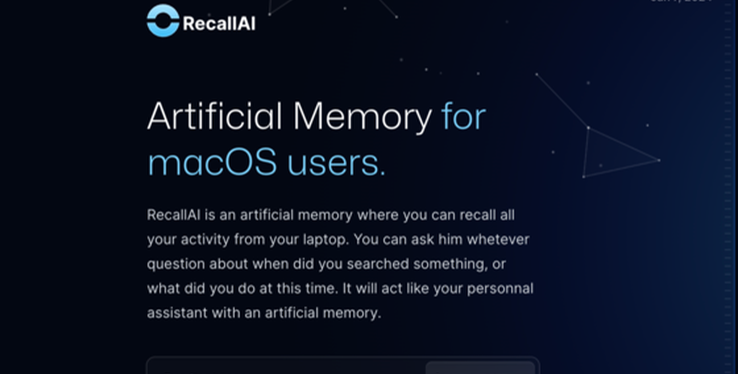 RecallAI
Artificial Memory for
macOS users.
RecallAI is an artificial memory where you can recall all
your activity from your laptop. You can ask him whetever
question about when did you searched something, or
what did you do at this time. It will act like your personnal
assistant with an artificial memory.